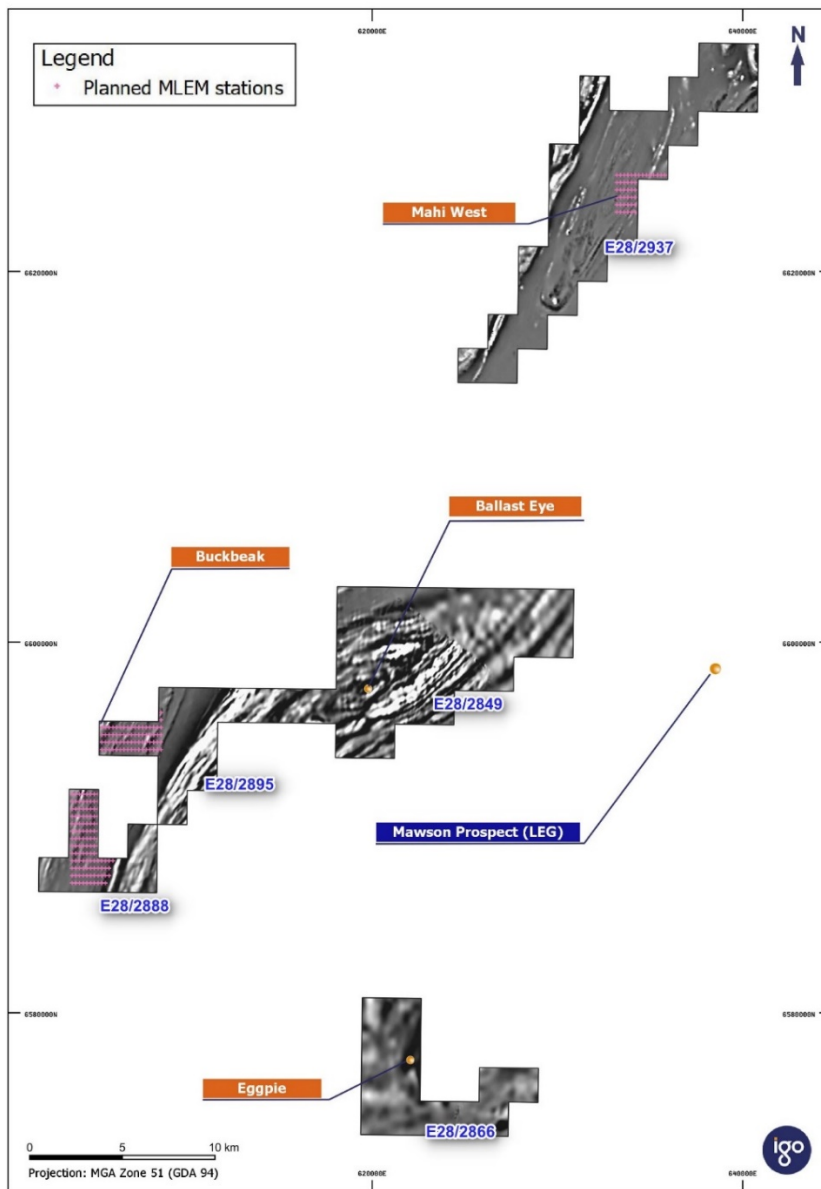 620000E
640000E
Legend
Planned MLEM stations
N
Mahi West
E28/2937
6620000N
6620000N
Ballast Eye
Buckbeak
6600000N
6600000N
E28/2849
E28/2895
Mawson Prospect (LEG)
E28/2888
6580000N
6580000N
Eggpie
E28/2866
0 5 10 km
Projection: MGA Zone 51 (GDA 94)
620000E
640000E
igo